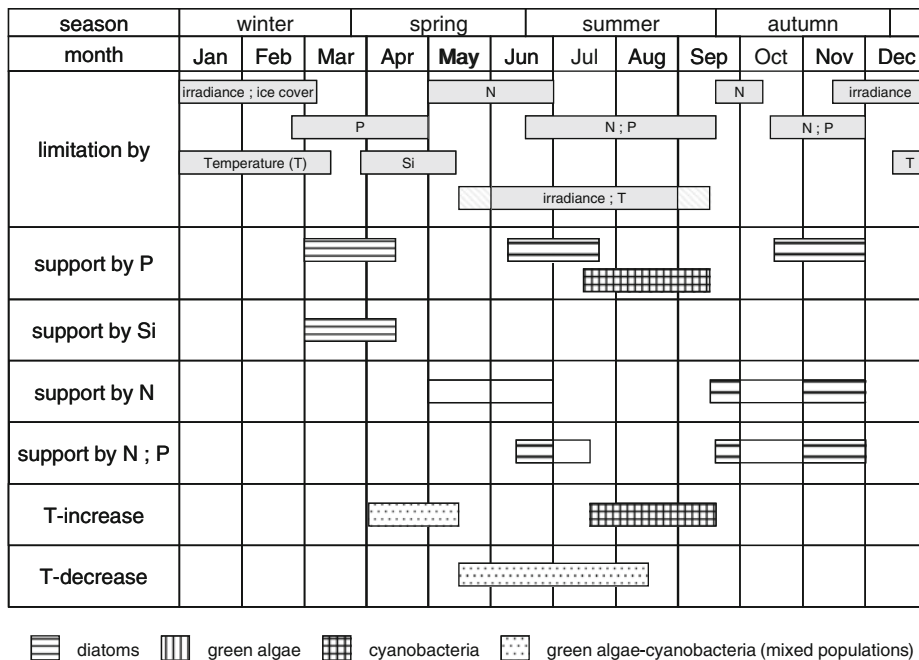 season winter spring summer autumn
month Jan Feb Mar Apr May Jun Jul Aug Sep Oct Nov Dec
irradiance ; ice cover N N irradiance
P N ; P N ; P
limitation by
Temperature (T) Si T
irradiance ; T
support by P
support by Si
support by N
support by N ; P
T-increase
T-decrease
diatoms green algae cyanobacteria green algae-cyanobacteria (mixed populations)